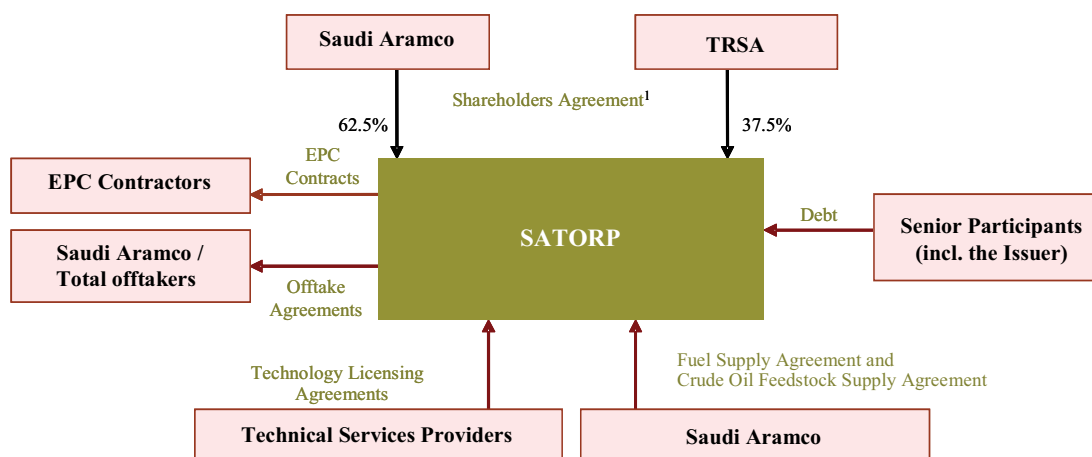 Saudi Aramco
TRSA
Shareholders Agreement1
62.5%
37.5%
EPC
Contracts
EPC Contractors
Debt
Senior Participants
(incl. the Issuer)
SATORP
Saudi Aramco /
Total offtakers
Offtake
Agreements
Technology Licensing
Agreements
Fuel Supply Agreement and
Crude Oil Feedstock Supply Agreement
Technical Services Providers
Saudi Aramco